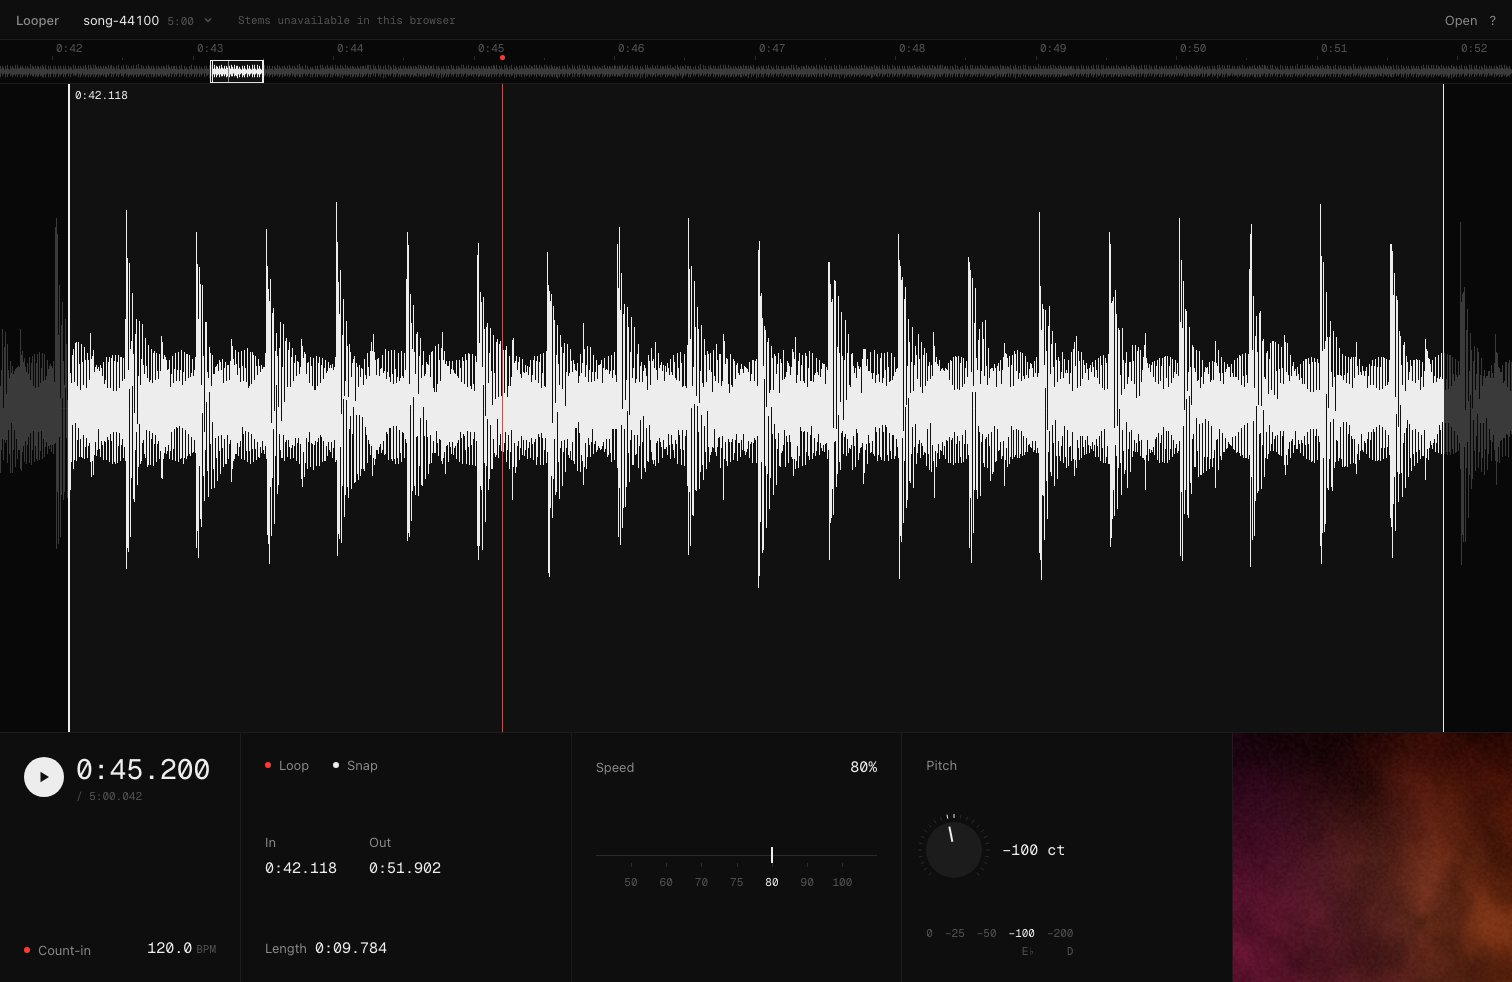 Looper song-44100 5:00 Stems unavailable in this browser Open ?
0:42 0:43 0:44 0:45 0:46 0:47 0:48 0:49 0:50 0:51 0:52
0:42.118
0:45.200
/ 5:00.042
Count-in 120.0 BPM
Loop Snap
In Out
0:42.118 0:51.902
Length 0:09.784
Speed 80%
50 60 70 75 80 90 100
Pitch
−100 ct
0 −25 −50 −100 −200
E♭ D